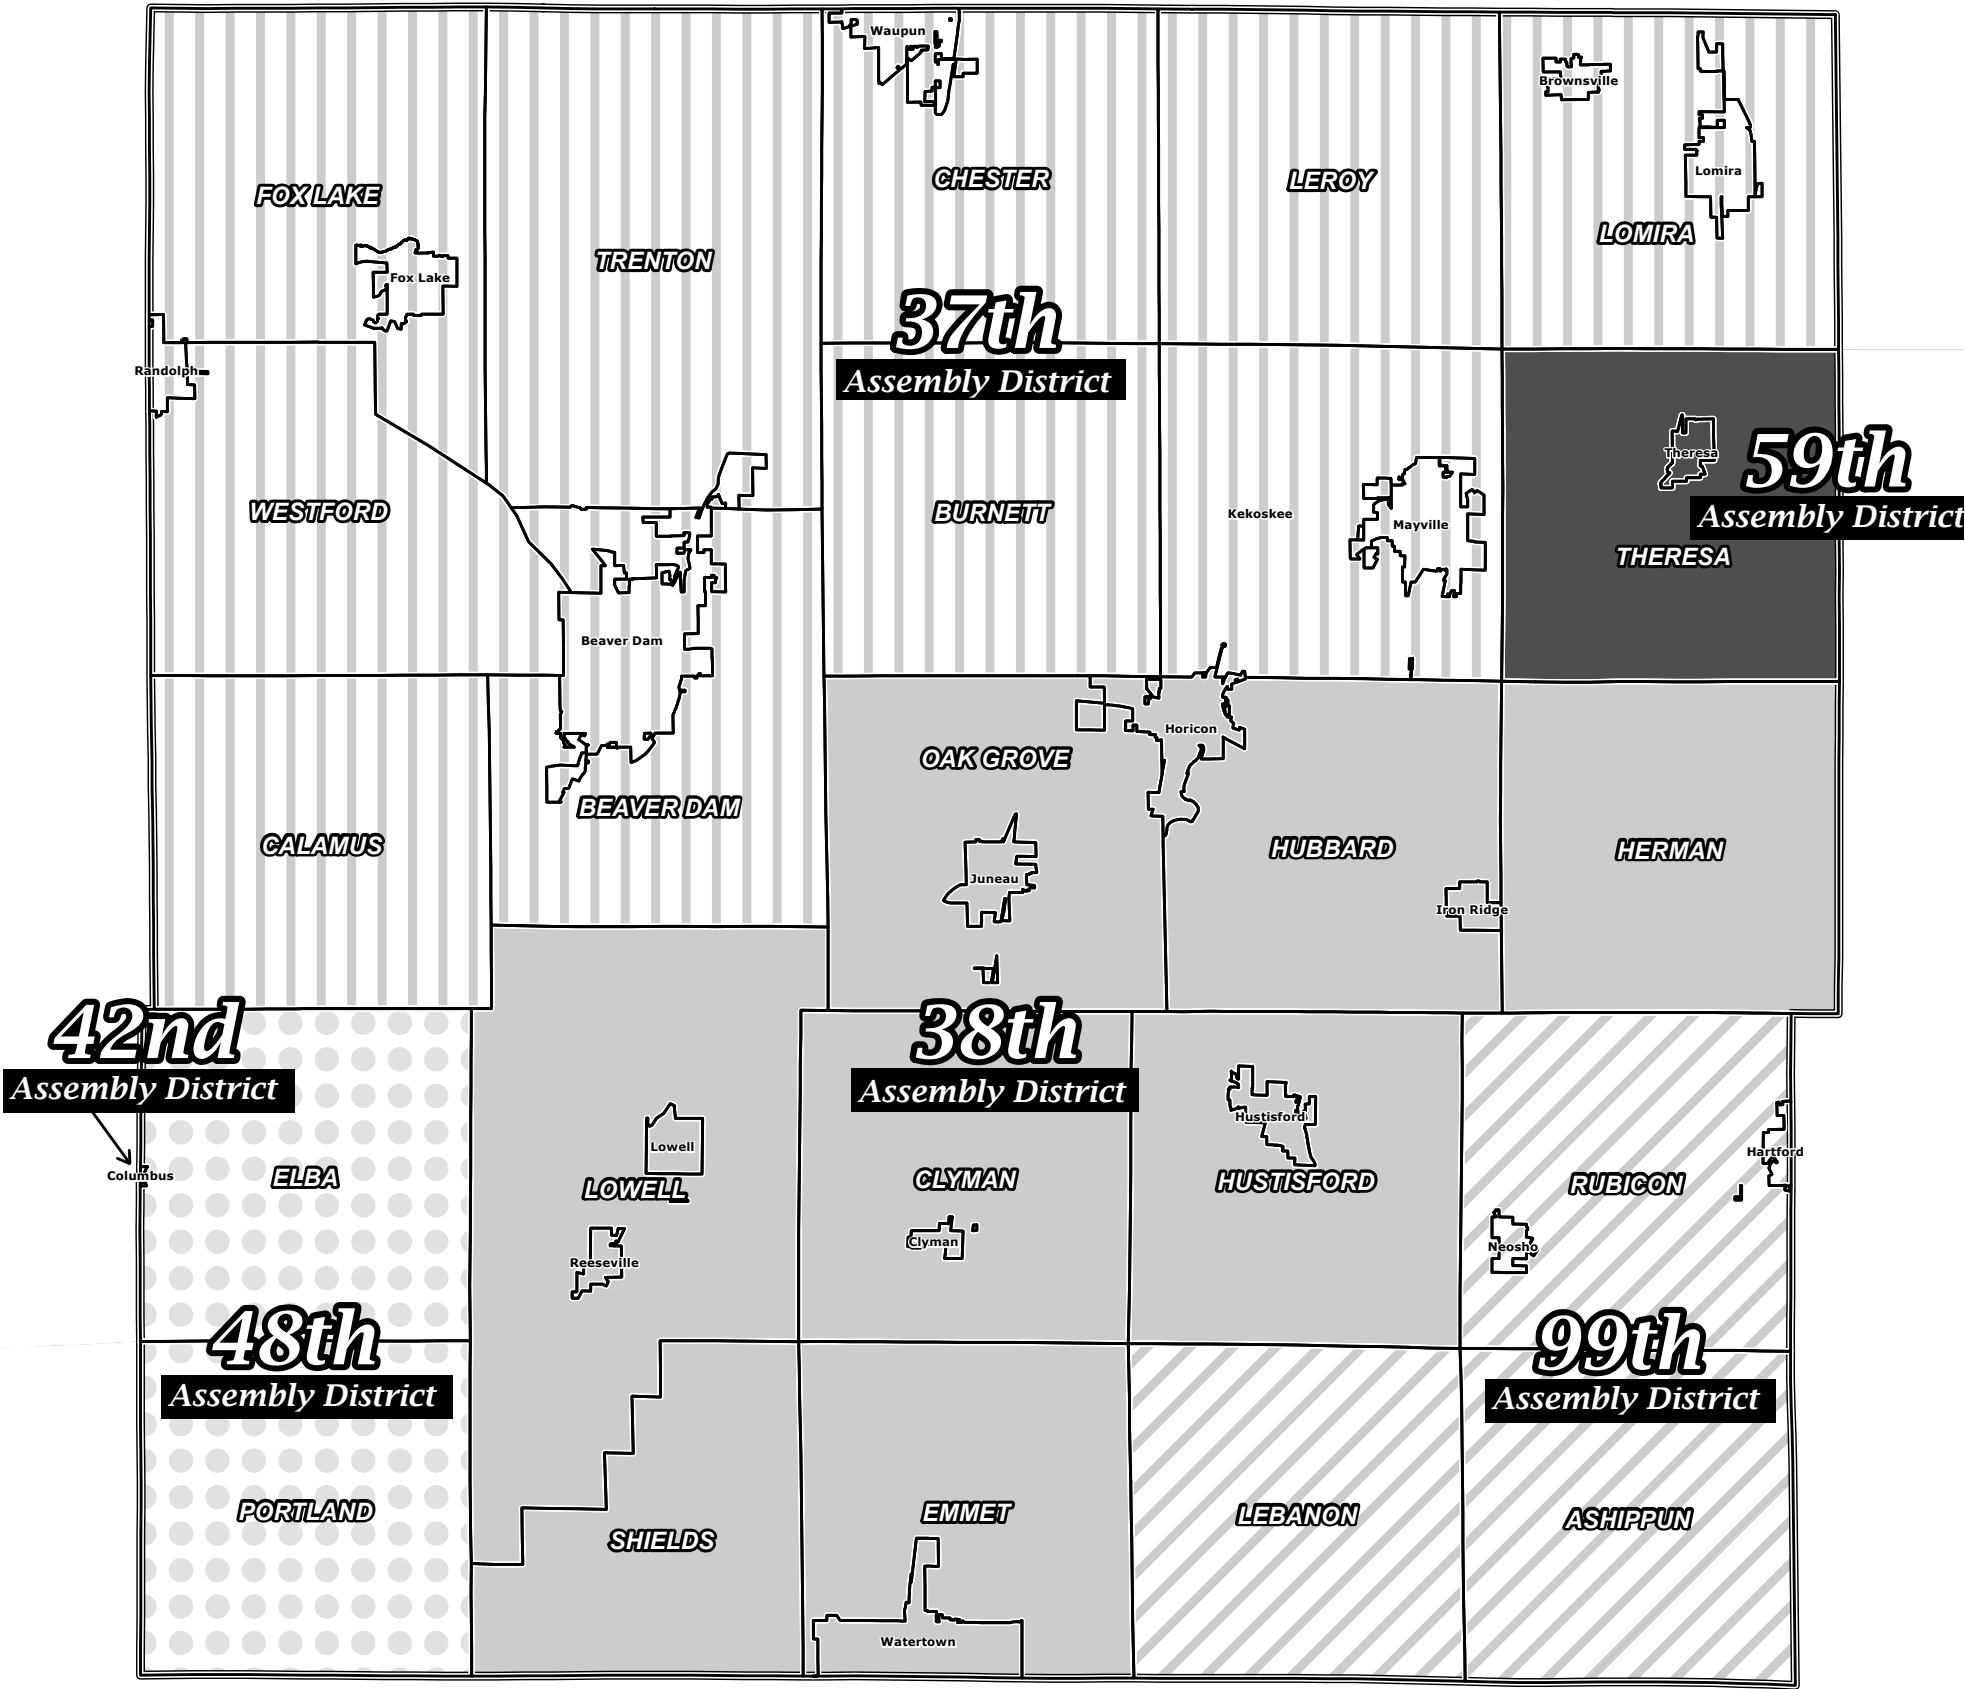 Waupun
Brownsville
Lomira
CHESTER
LEROY
FOX LAKE
LOMIRA
TRENTON
Fox Lake
37th
Assembly District
Randolph
Theresa
59th
Assembly District
WESTFORD
BURNETT
Kekoskee
Mayville
THERESA
Beaver Dam
Horicon
OAK GROVE
BEAVER DAM
CALAMUS
HUBBARD
HERMAN
Juneau
Iron Ridge
42nd
Assembly District
38th
Assembly District
Hustisford
Lowell
Hartford
Columbus
ELBA
LOWELL
CLYMAN
HUSTISFORD
RUBICON
Clyman
Neosho
Reeseville
48th
Assembly District
99th
Assembly District
PORTLAND
EMMET
LEBANON
ASHIPPUN
SHIELDS
Watertown